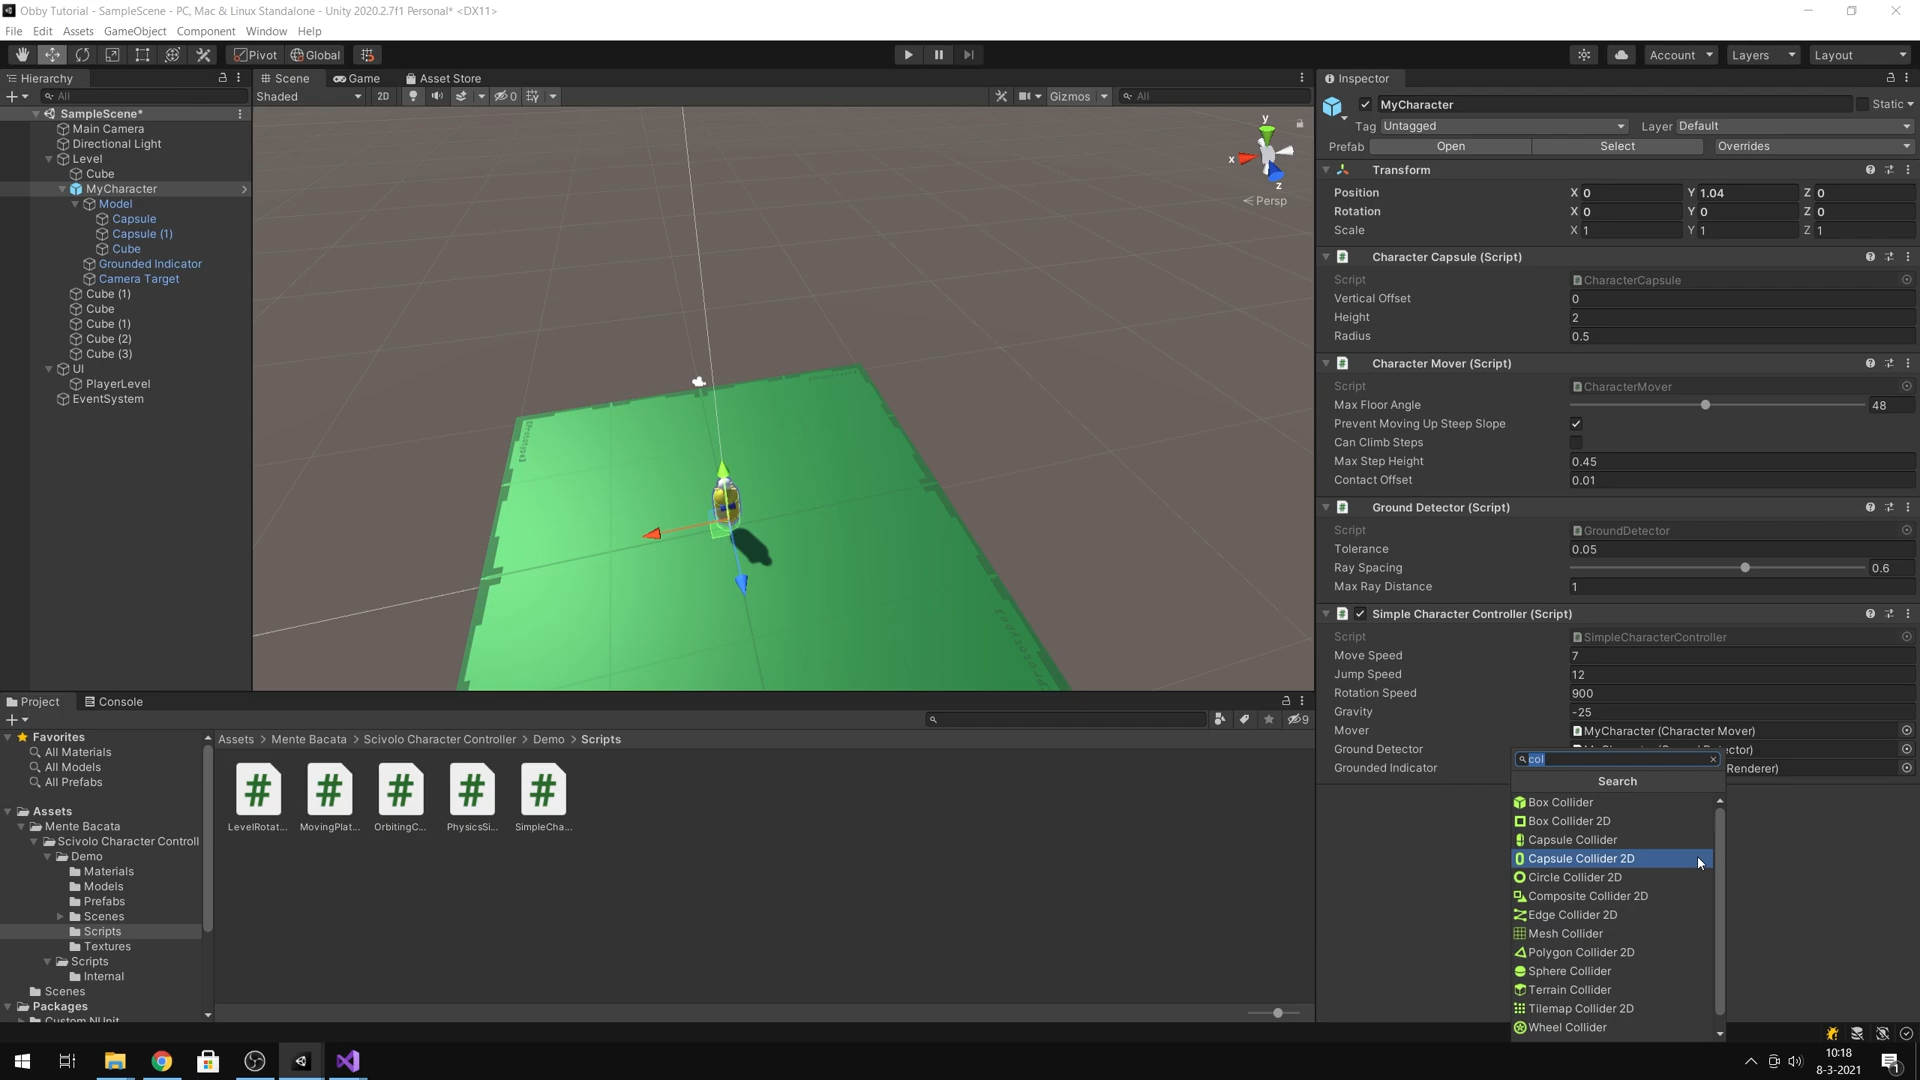 Obby Tutorial - SampleScene - PC, Mac & Linux Standalone - Unity 2020.2.7f1 Personal* <DX11>
File Edit Assets GameObject Component Window Help
Pivot Global Account Layers Layout
Hierarchy Scene Game Asset Store Inspector
All Shaded 2D 0 Gizmos All
MyCharacter Static
Tag Untagged Layer Default
Prefab Open Select Overrides
SampleScene*
Main Camera
Directional Light
Level
Cube
MyCharacter
Model
Capsule
Capsule (1)
Cube
Grounded Indicator
Camera Target
Cube (1)
Cube
Cube (1)
Cube (2)
Cube (3)
UI
PlayerLevel
EventSystem
y
x
z
Persp
Transform
Position X 0 Y 1.04 Z 0
Rotation X 0 Y 0 Z 0
Scale X 1 Y 1 Z 1
Character Capsule (Script)
Script CharacterCapsule
Vertical Offset 0
Height 2
Radius 0.5
Character Mover (Script)
Script CharacterMover
Max Floor Angle 48
Prevent Moving Up Steep Slope
Can Climb Steps
Max Step Height 0.45
Contact Offset 0.01
Ground Detector (Script)
Script GroundDetector
Tolerance 0.05
Ray Spacing 0.6
Max Ray Distance 1
Simple Character Controller (Script)
Script SimpleCharacterController
Move Speed 7
Jump Speed 12
Rotation Speed 900
Gravity -25
Mover MyCharacter (Character Mover)
Ground Detector
Grounded Indicator Renderer)
col
Search
Box Collider
Box Collider 2D
Capsule Collider
Capsule Collider 2D
Circle Collider 2D
Composite Collider 2D
Edge Collider 2D
Mesh Collider
Polygon Collider 2D
Sphere Collider
Terrain Collider
Tilemap Collider 2D
Wheel Collider
Project Console
9
Favorites
All Materials
All Models
All Prefabs
Assets
Mente Bacata
Scivolo Character Controll
Demo
Materials
Models
Prefabs
Scenes
Scripts
Textures
Scripts
Internal
Scenes
Packages
Custom NUnit
Assets > Mente Bacata > Scivolo Character Controller > Demo > Scripts
LevelRotat... MovingPlat... OrbitingC... PhysicsSi... SimpleCha...
10:18
8-3-2021
1